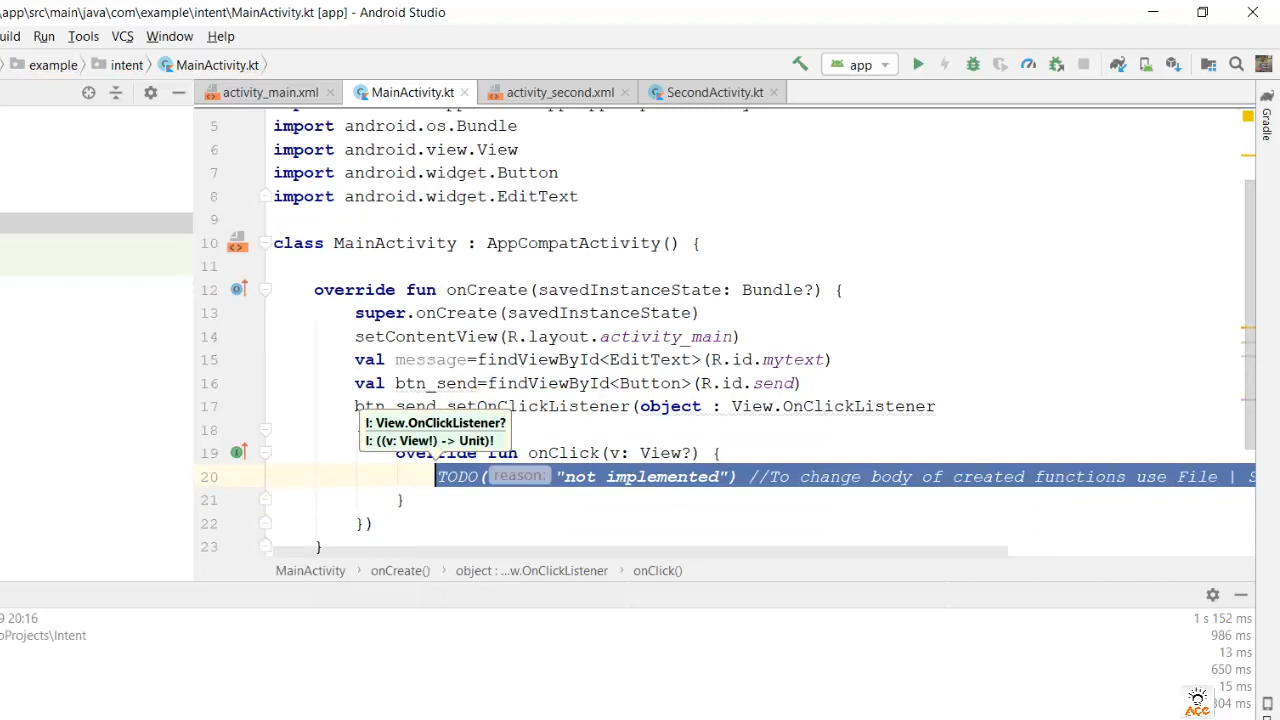 \app\src\main\java\com\example\intent\MainActivity.kt [app] - Android Studio
uild Run Tools VCS Window Help
example intent MainActivity.kt app
activity_main.xml MainActivity.kt activity_second.xml SecondActivity.kt
Gradle
5 import android.os.Bundle
6 import android.view.View
7 import android.widget.Button
8 import android.widget.EditText
9
10 class MainActivity : AppCompatActivity() {
11
12 override fun onCreate(savedInstanceState: Bundle?) {
13 super.onCreate(savedInstanceState)
14 setContentView(R.layout.activity_main)
15 val message=findViewById<EditText>(R.id.mytext)
16 val btn_send=findViewById<Button>(R.id.send)
17 btn_send.setOnClickListener(object : View.OnClickListener
I: View.OnClickListener?
18
I: ((v: View!) -> Unit)!
19 override fun onClick(v: View?) {
20 TODO( reason: "not implemented") //To change body of created functions use File | S
21 }
22 })
23 }
MainActivity onCreate() object : ...w.OnClickListener onClick()
9 20:16 1 s 152 ms
oProjects\Intent 986 ms
13 ms
650 ms
15 ms
304 ms
Ace